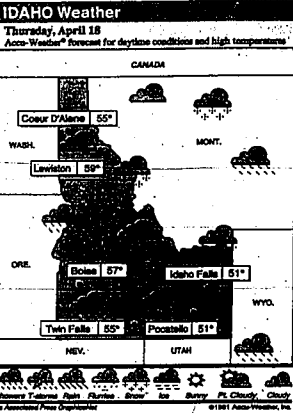 IDAHO Weather
Thursday, April 18
Accu-Weather® forecast for daytime conditions and high temperatures
CANADA
Coeur D'Alene 55°
WASH.
MONT.
Lewiston 59°
ORE.
Boise 57°
Idaho Falls 51°
WYO.
Twin Falls 55°
Pocatello 51°
NEV.
UTAH
Showers T-storms Rain Flurries Snow Ice Sunny Pt. Cloudy Cloudy
Associated Press GraphicsNet
©1991 Accu-Weather, Inc.